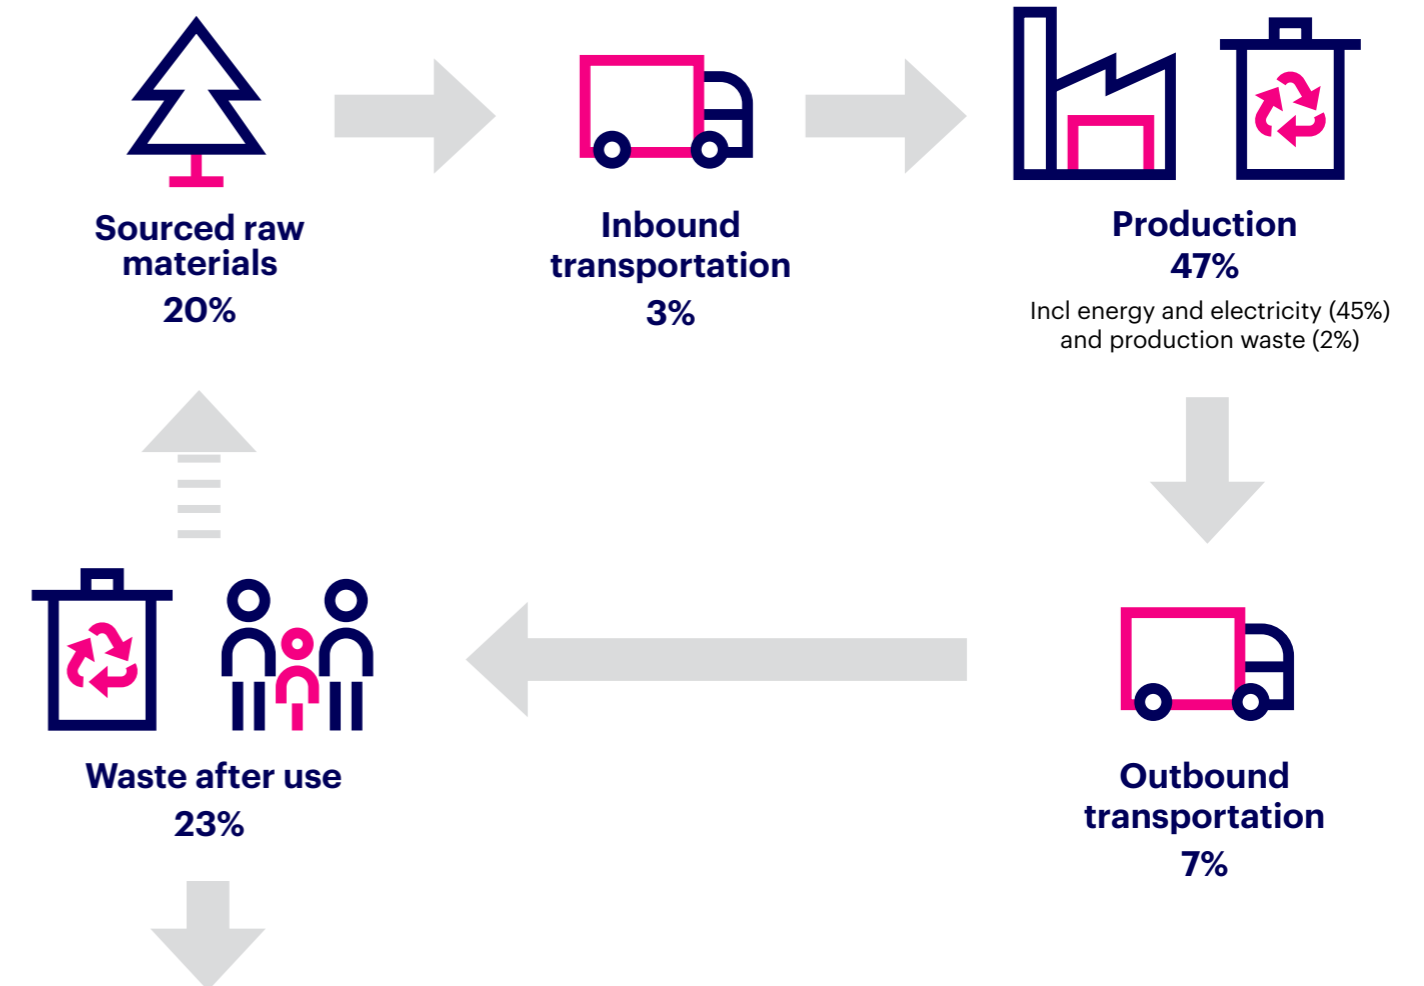 Sourced raw
materials
20%
Inbound
transportation
3%
Production
47%
Incl energy and electricity (45%)
and production waste (2%)
Waste after use
23%
Outbound
transportation
7%